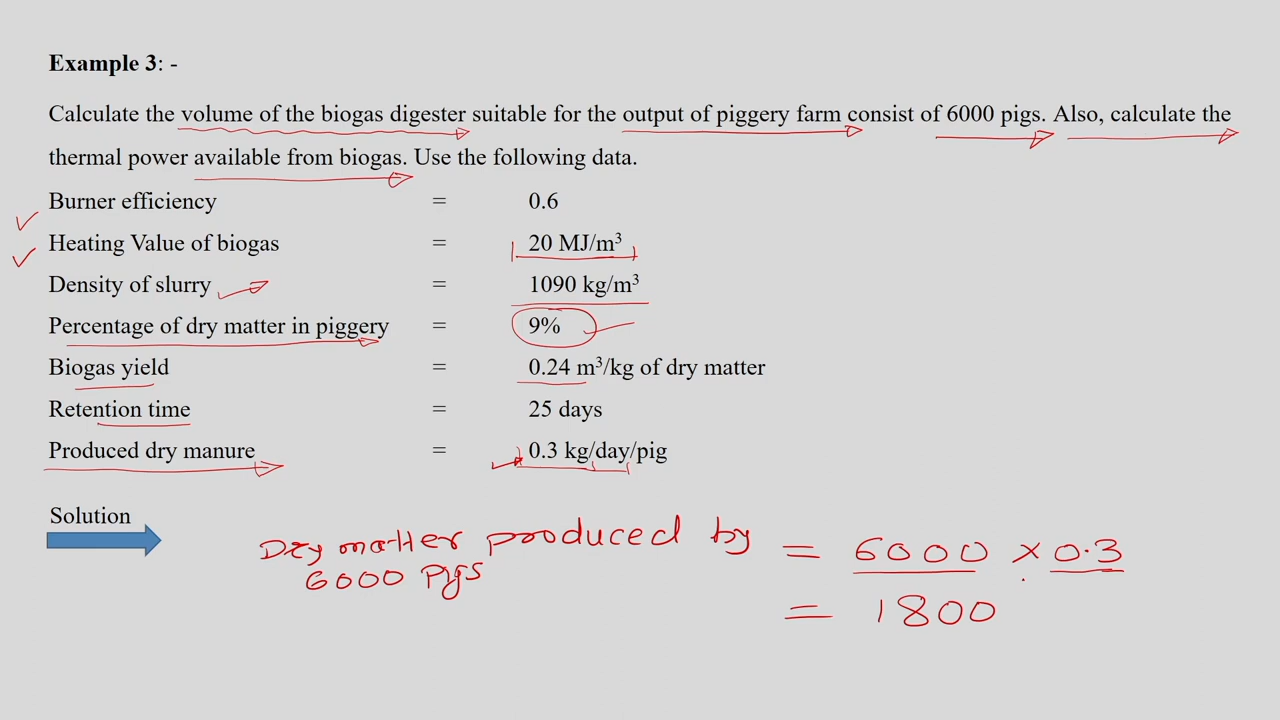 Example 3: -
Calculate the volume of the biogas digester suitable for the output of piggery farm consist of 6000 pigs. Also, calculate the
thermal power available from biogas. Use the following data.
Burner efficiency = 0.6
Heating Value of biogas = 20 MJ/m³
Density of slurry = 1090 kg/m³
Percentage of dry matter in piggery = 9%
Biogas yield = 0.24 m³/kg of dry matter
Retention time = 25 days
Produced dry manure = 0.3 kg/day/pig
Solution
Dry matter produced by = 6000 × 0.3
6000 Pigs
= 1800